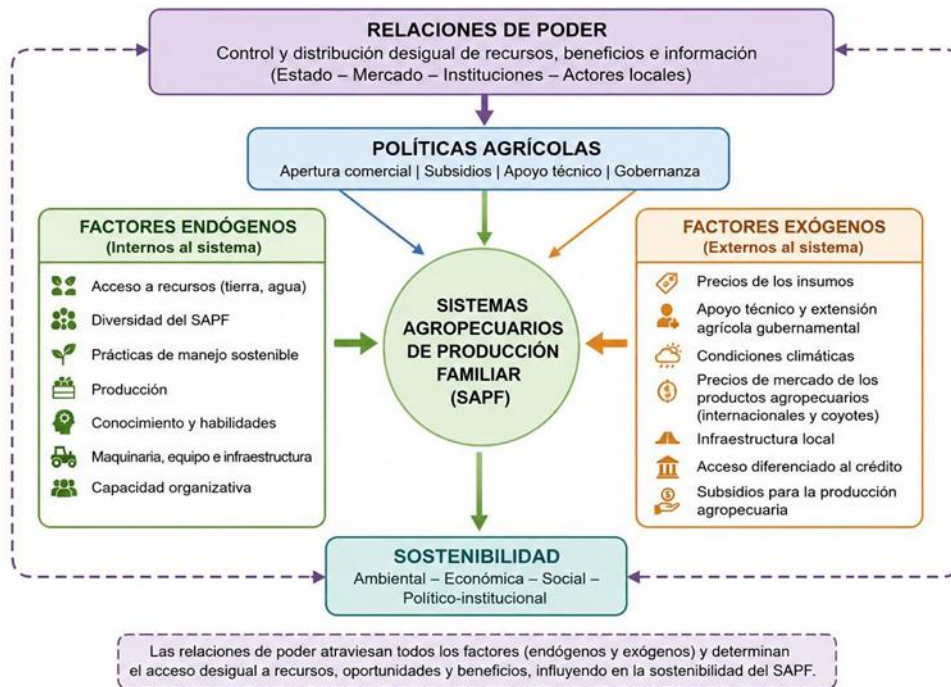 RELACIONES DE PODER
Control y distribución desigual de recursos, beneficios e información
(Estado – Mercado – Instituciones – Actores locales)
POLÍTICAS AGRÍCOLAS
Apertura comercial | Subsidios | Apoyo técnico | Gobernanza
FACTORES ENDÓGENOS
(Internos al sistema)
Acceso a recursos (tierra, agua)
Diversidad del SAPF
Prácticas de manejo sostenible
Producción
Conocimiento y habilidades
Maquinaria, equipo e infraestructura
Capacidad organizativa
SISTEMAS
AGROPECUARIOS
DE PRODUCCIÓN
FAMILIAR
(SAPF)
FACTORES EXÓGENOS
(Externos al sistema)
Precios de los insumos
Apoyo técnico y extensión
agrícola gubernamental
Condiciones climáticas
Precios de mercado de los
productos agropecuarios
(internacionales y coyotes)
Infraestructura local
Acceso diferenciado al crédito
Subsidios para la producción
agropecuaria
SOSTENIBILIDAD
Ambiental – Económica – Social –
Político-institucional
Las relaciones de poder atraviesan todos los factores (endógenos y exógenos) y determinan
el acceso desigual a recursos, oportunidades y beneficios, influyendo en la sostenibilidad del SAPF.